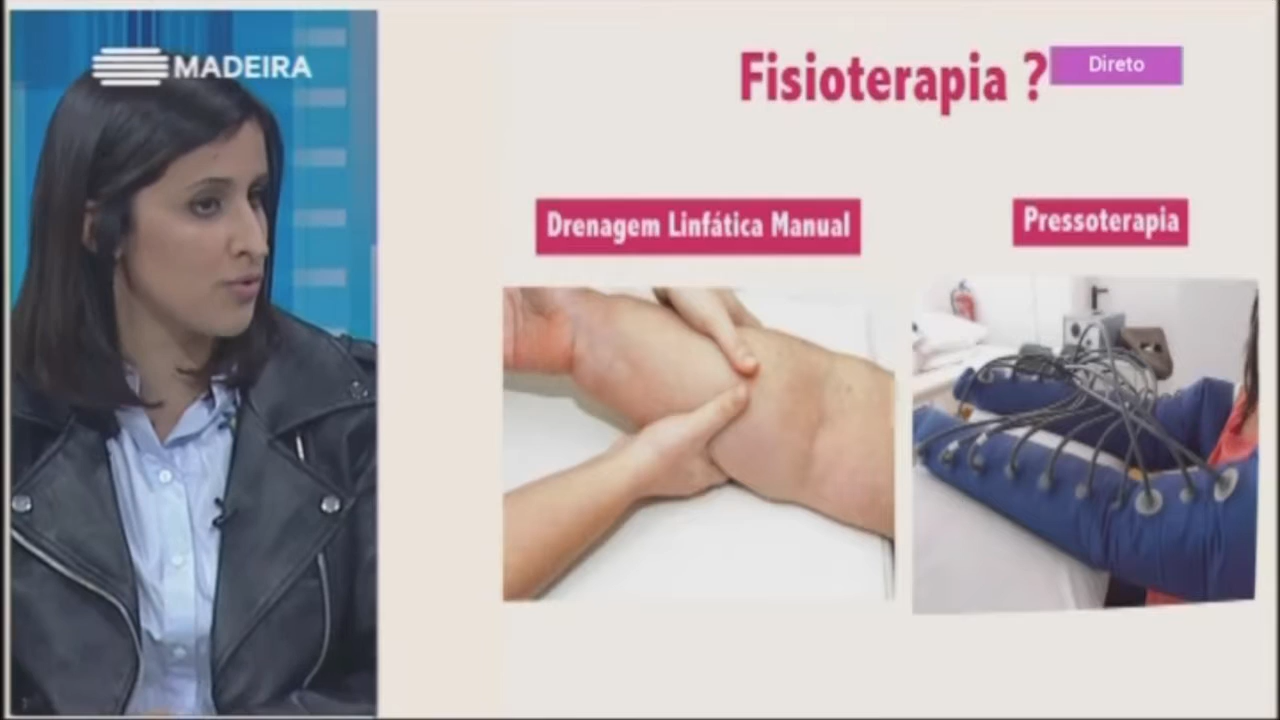 MADEIRA
Fisioterapia ?
Direto
Drenagem Linfática Manual
Pressoterapia